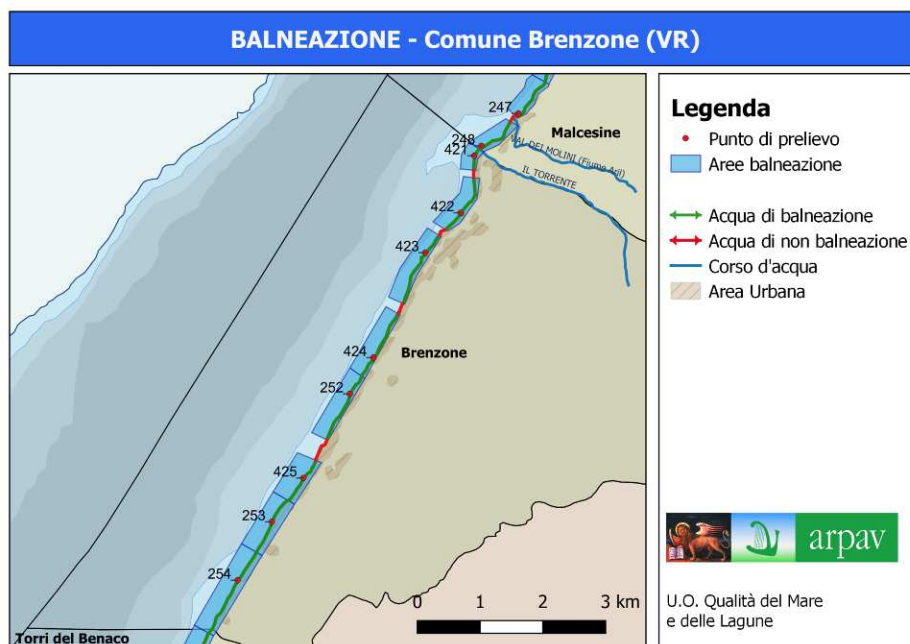 BALNEAZIONE - Comune Brenzone (VR)
247
Malcesine
248
VAL DEI MOLINI (Fiume Aril)
421
IL TORRENTE
422
423
424
Brenzone
252
425
253
254
0 1 2 3 km
Torri del Benaco
Legenda
Punto di prelievo
Aree balneazione
Acqua di balneazione
Acqua di non balneazione
Corso d'acqua
Area Urbana
arpav
U.O. Qualità del Mare
e delle Lagune